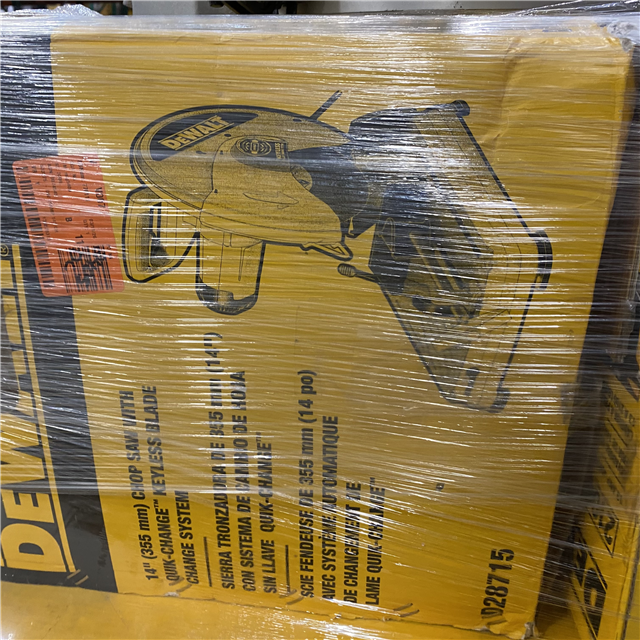 DEWALT
DEWALT
14" (355 mm) CHOP SAW WITH
QUIK-CHANGE™ KEYLESS BLADE
CHANGE SYSTEM
SIERRA TRONZADORA DE 355 mm (14")
CON SISTEMA DE CAMBIO DE HOJA
SIN LLAVE QUIK-CHANGE™
SCIE FENDEUSE DE 355 mm (14 po)
AVEC SYSTÈME AUTOMATIQUE
DE CHANGEMENT DE
LAME QUIK-CHANGE™
D28715